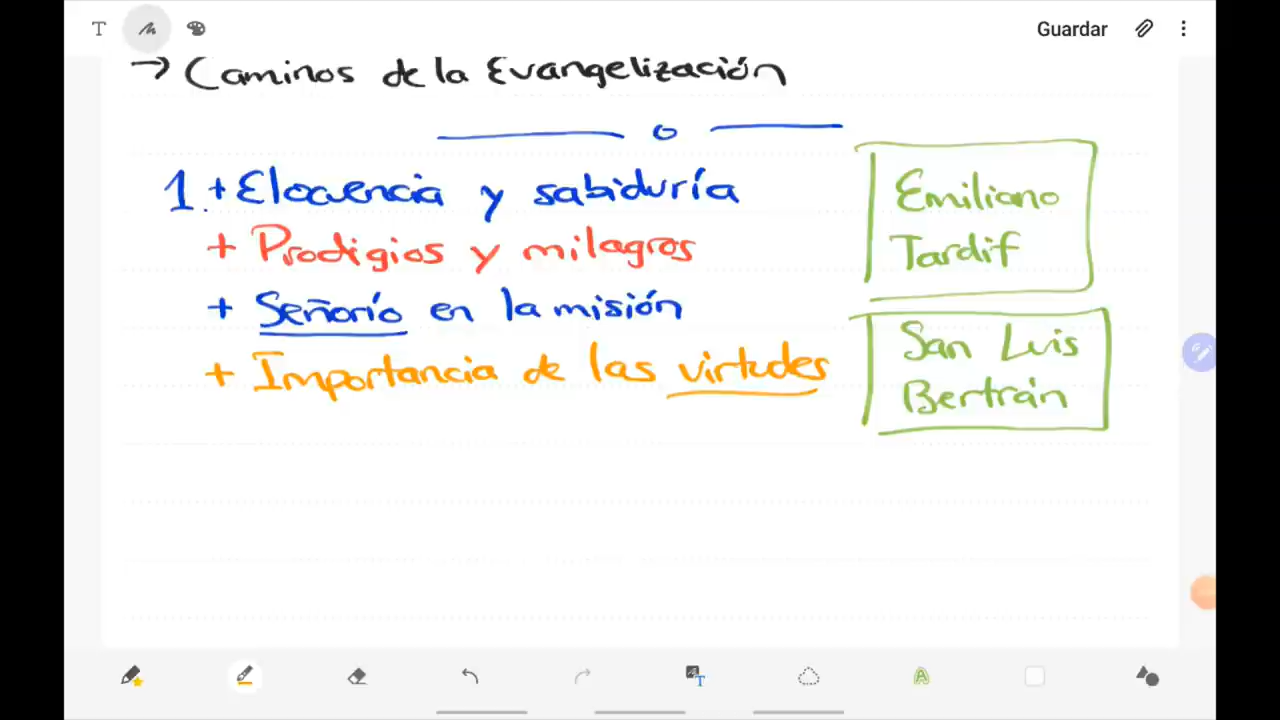 T Guardar
→ Caminos de la Evangelización
1. + Elocuencia y sabiduría
+ Prodigios y milagros
+ Señorío en la misión
+ Importancia de las virtudes
Emiliano
Tardif
San Luis
Bertrán
T
A